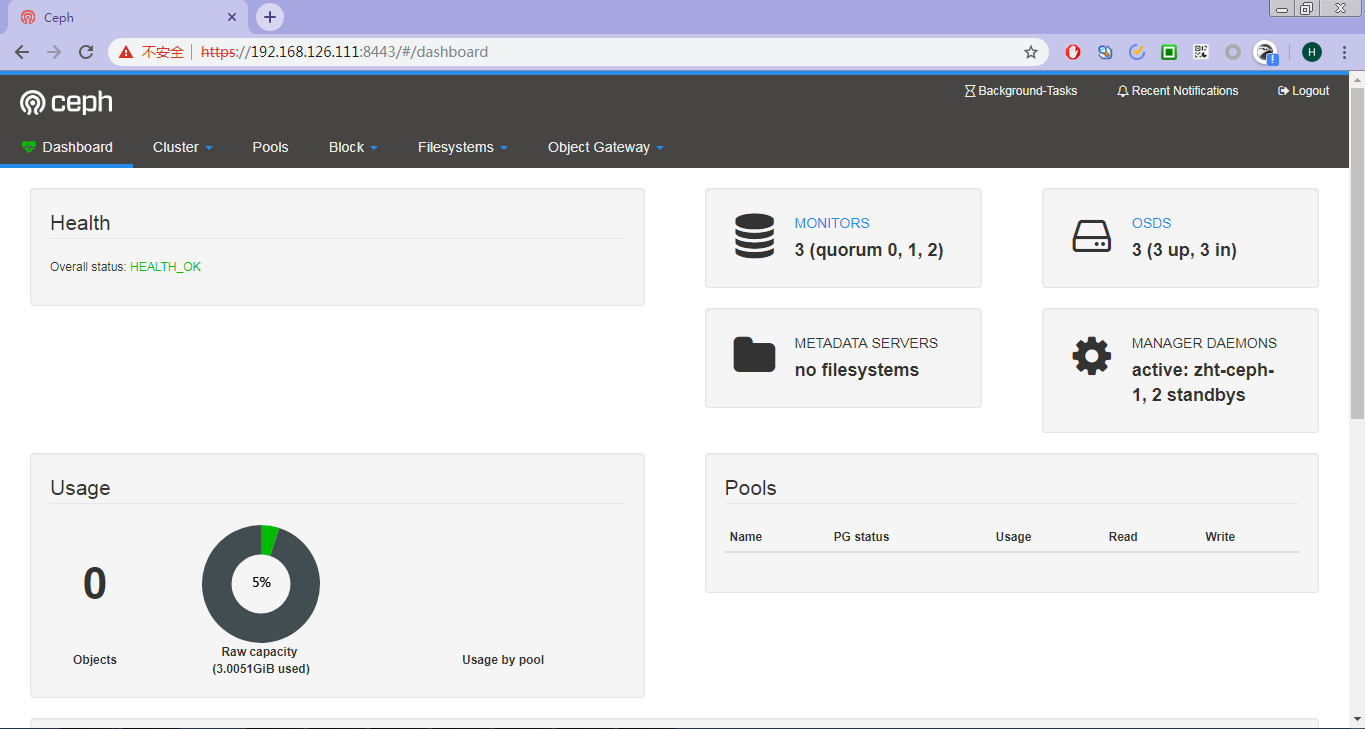 Ceph
不安全 https://192.168.126.111:8443/#/dashboard
H
ceph
Background-Tasks Recent Notifications Logout
Dashboard Cluster Pools Block Filesystems Object Gateway
Health
Overall status: HEALTH_OK
MONITORS
3 (quorum 0, 1, 2)
OSDS
3 (3 up, 3 in)
METADATA SERVERS
no filesystems
MANAGER DAEMONS
active: zht-ceph-
1, 2 standbys
Usage
0
Objects
5%
Raw capacity
(3.0051GiB used)
Usage by pool
Pools
Name PG status Usage Read Write